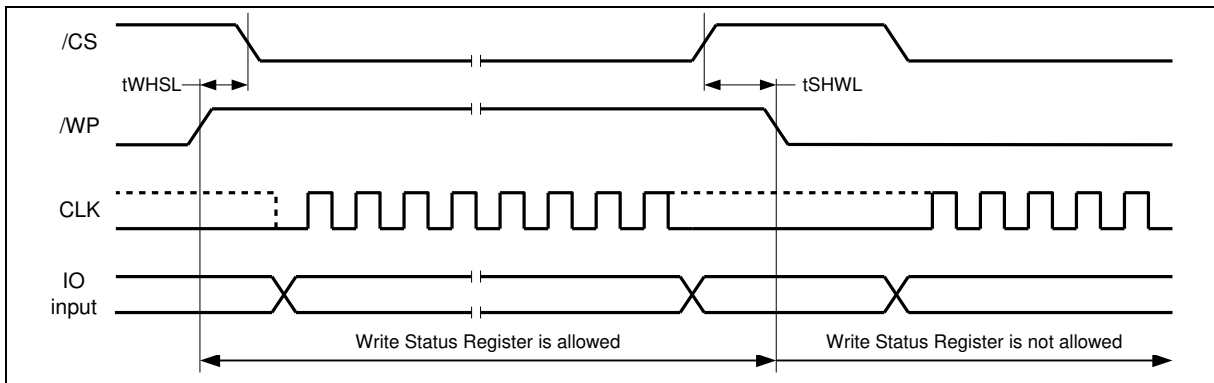 /CS
tWHSL
tSHWL
/WP
CLK
IO
input
Write Status Register is allowed
Write Status Register is not allowed